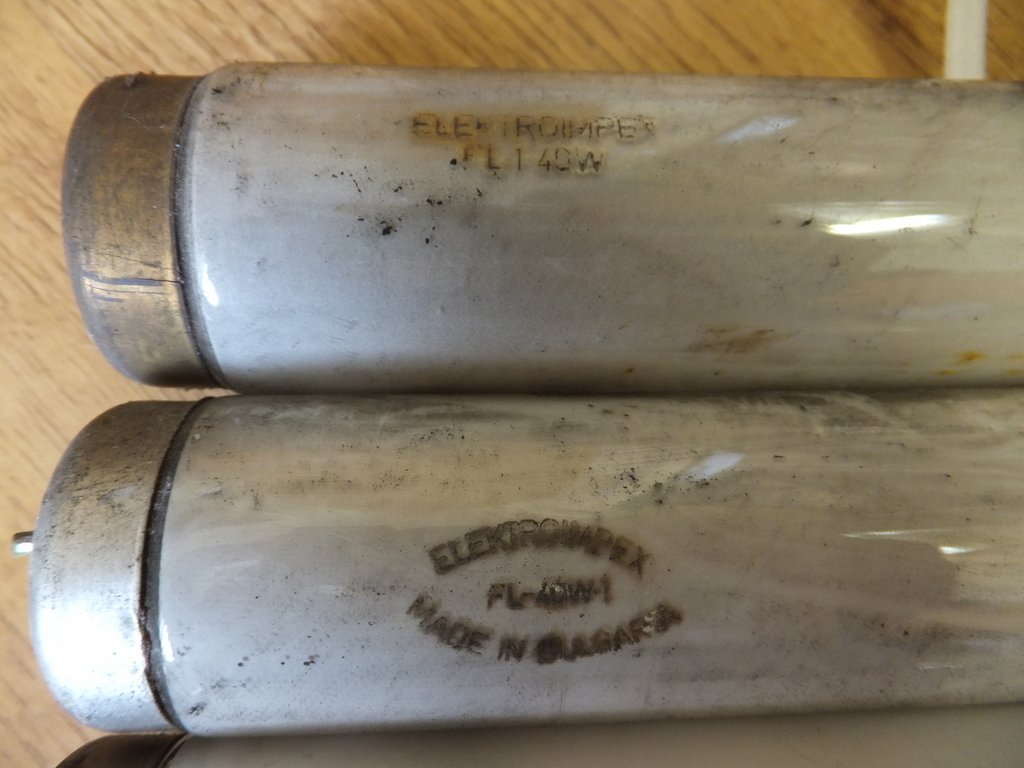 ELEKTROIMPEX
FL 1 40W
ELEKTROIMPEX
FL-40W-1
MADE IN BULGARIA